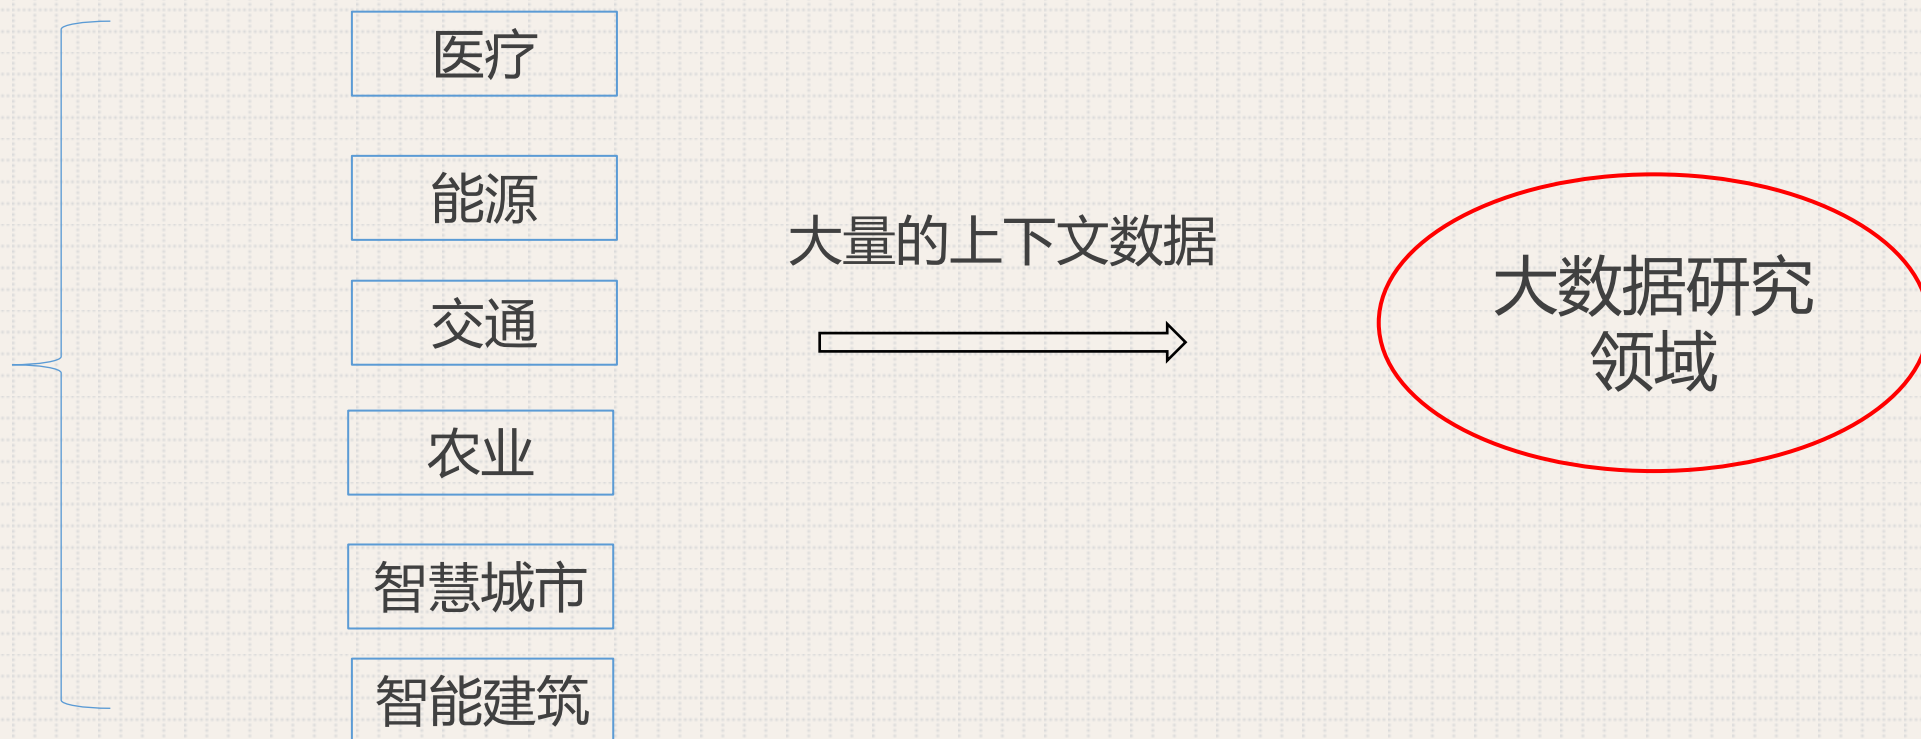 医疗
能源
交通
农业
智慧城市
智能建筑
大量的上下文数据
大数据研究
领域